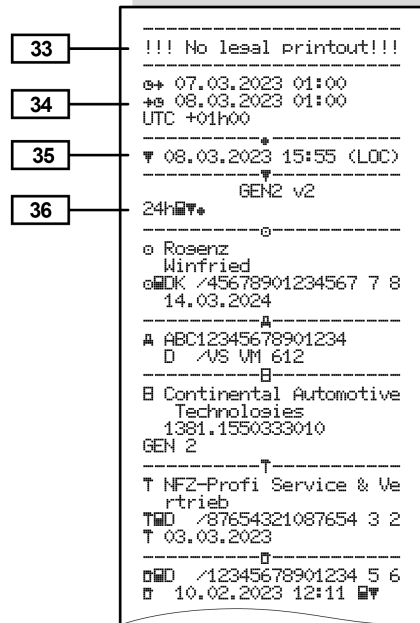 33
!!! No legal printout!!!
07.03.2023 01:00
34
08.03.2023 01:00
UTC +01h00
35
08.03.2023 15:55 (LOC)
GEN2 v2
36
24h
Rogenz
Winfried
DK /45678901234567 7 8
14.03.2024
ABC12345678901234
D /VS VM 612
Continental Automotive
Technologies
1381.1550333010
GEN 2
NFZ-Profi Service & Ve
rtrieb
D /87654321087654 3 2
03.03.2023
D /12345678901234 5 6
10.02.2023 12:11